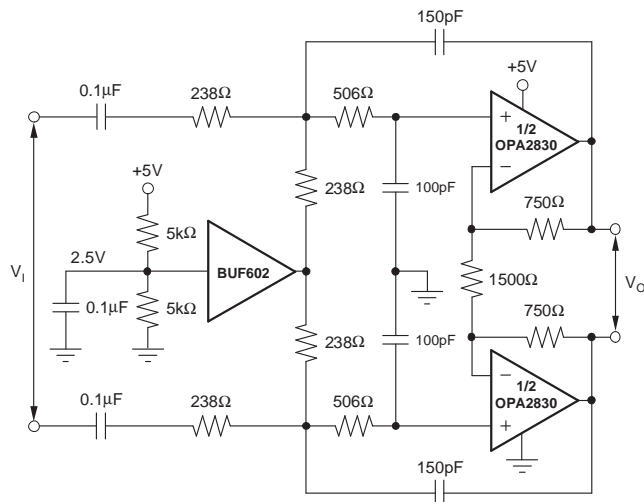 150pF
+5V
0.1μF
238Ω
506Ω
+
1/2
OPA2830
−
+5V
238Ω
100pF
750Ω
5kΩ
2.5V
BUF602
1500Ω
V_I
V_O
0.1μF
5kΩ
238Ω
100pF
750Ω
−
1/2
OPA2830
+
0.1μF
238Ω
506Ω
150pF